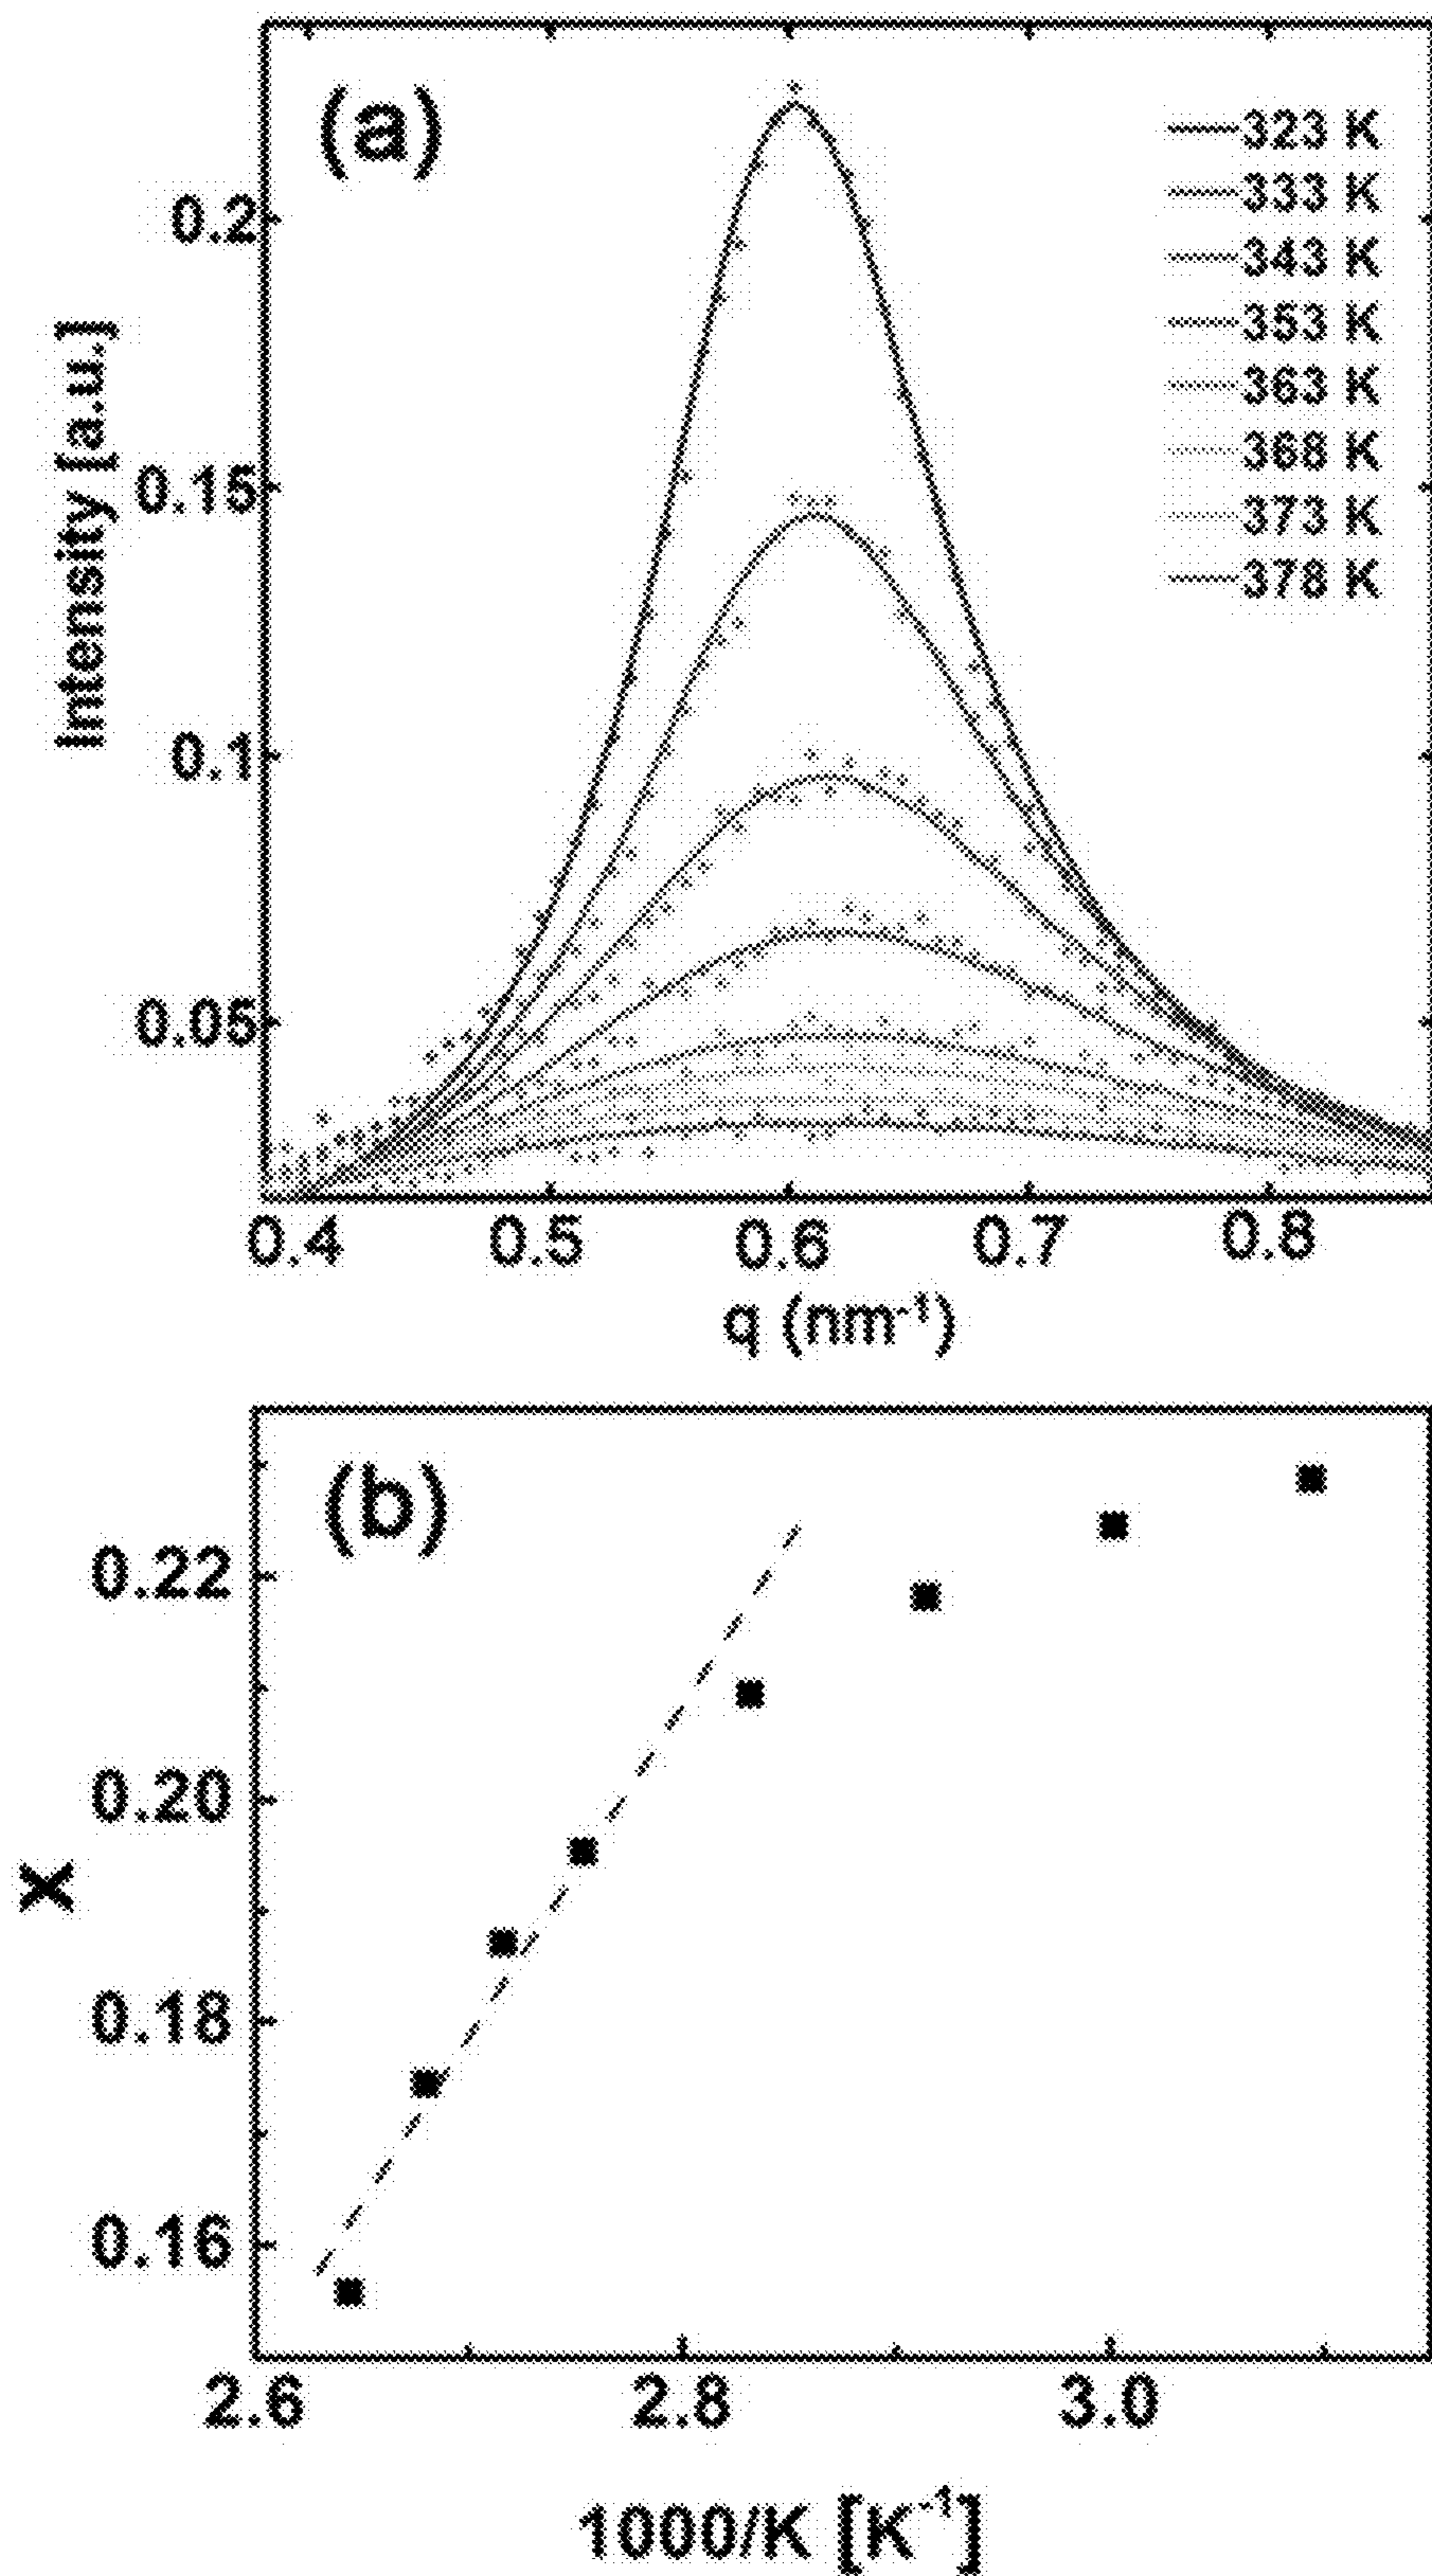 (a)
323 K
333 K
343 K
353 K
363 K
368 K
373 K
378 K
Intensity [a.u.]
0.2
0.15
0.1
0.05
0.4 0.5 0.6 0.7 0.8
q (nm⁻¹)
(b)
X
0.22
0.20
0.18
0.16
2.6 2.8 3.0
1000/K [K⁻¹]